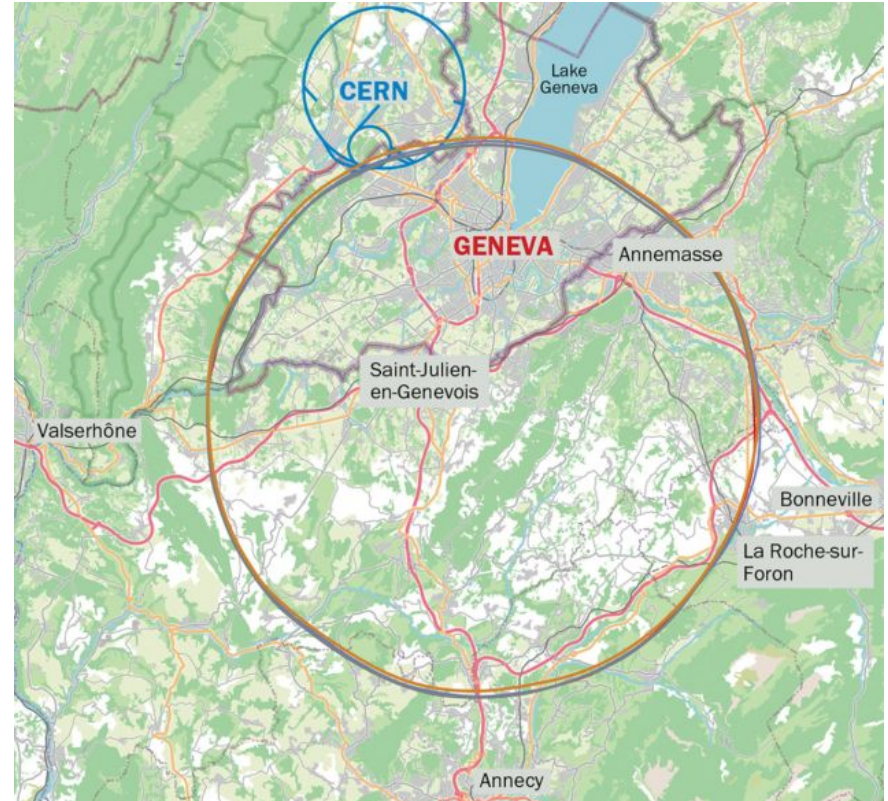 Lake
Geneva
CERN
GENEVA
Annemasse
Saint-Julien-
en-Genevois
Valserhône
Bonneville
La Roche-sur-
Foron
Annecy